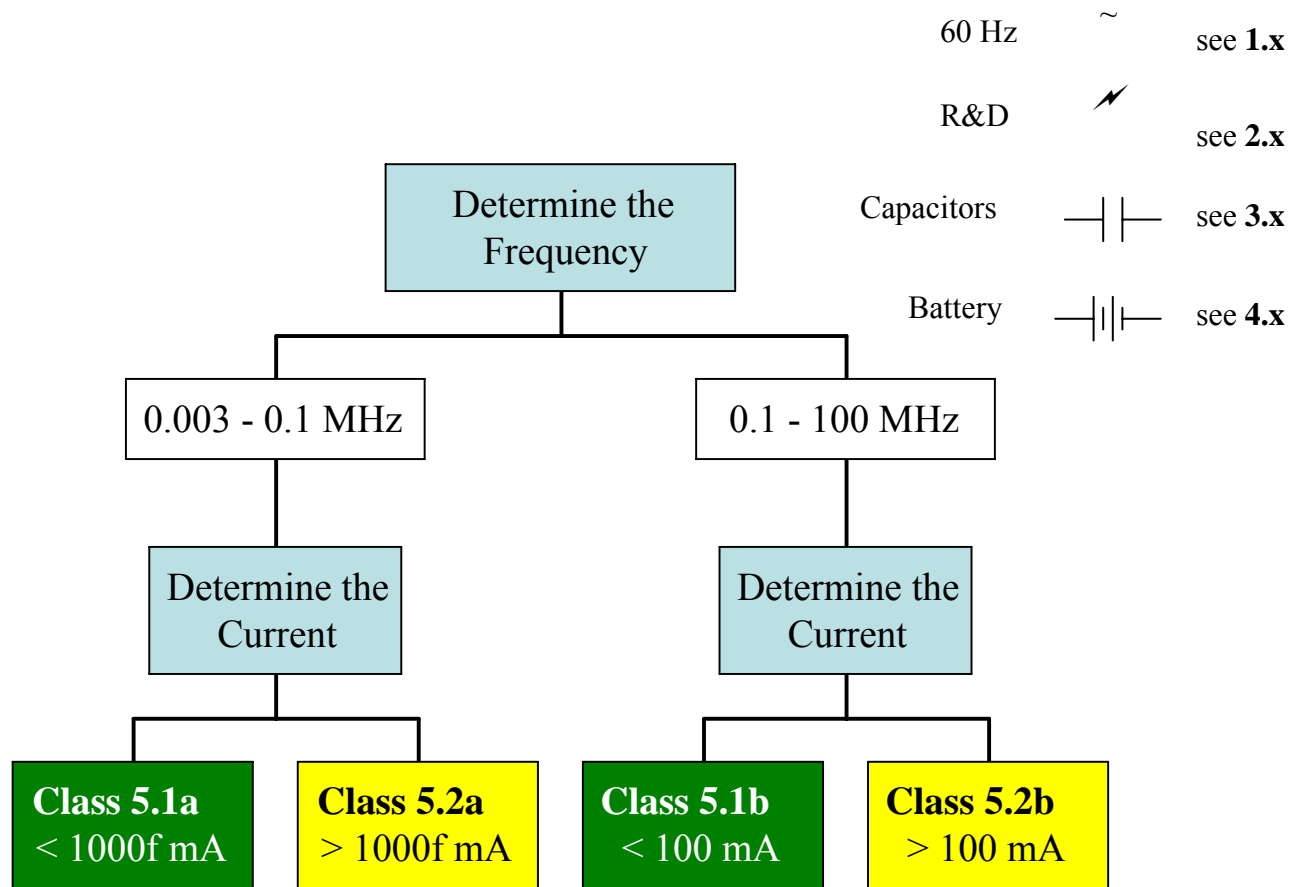 60 Hz ~ see 1.x
R&D see 2.x
Capacitors see 3.x
Battery see 4.x
Determine the
Frequency
0.003 - 0.1 MHz
0.1 - 100 MHz
Determine the
Current
Determine the
Current
Class 5.1a
< 1000f mA
Class 5.2a
> 1000f mA
Class 5.1b
< 100 mA
Class 5.2b
> 100 mA